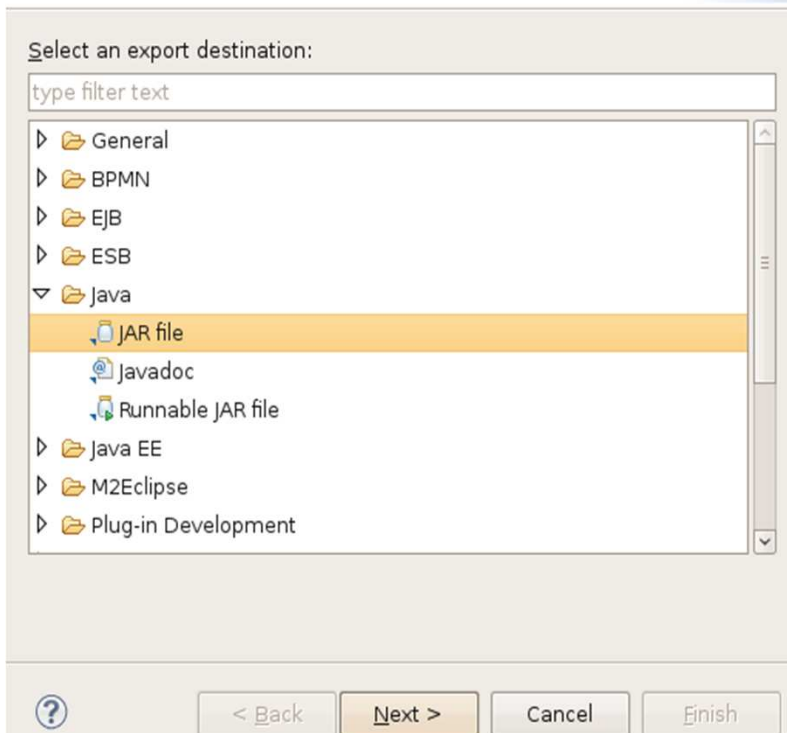 Select an export destination:
type filter text
General
BPMN
EJB
ESB
Java
JAR file
Javadoc
Runnable JAR file
Java EE
M2Eclipse
Plug-in Development
?
< Back Next > Cancel Finish